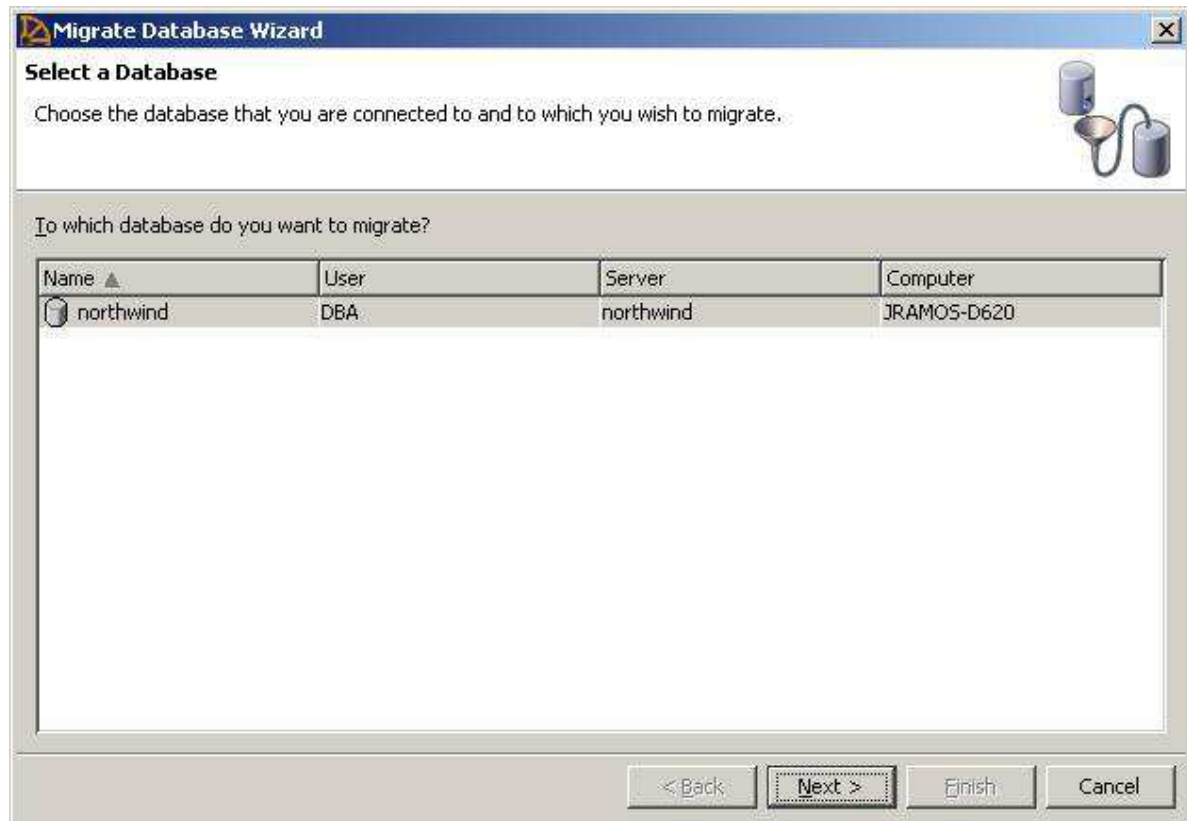 Migrate Database Wizard
Select a Database
Choose the database that you are connected to and to which you wish to migrate.
To which database do you want to migrate?
Name User Server Computer
northwind DBA northwind JRAMOS-D620
< Back Next > Finish Cancel